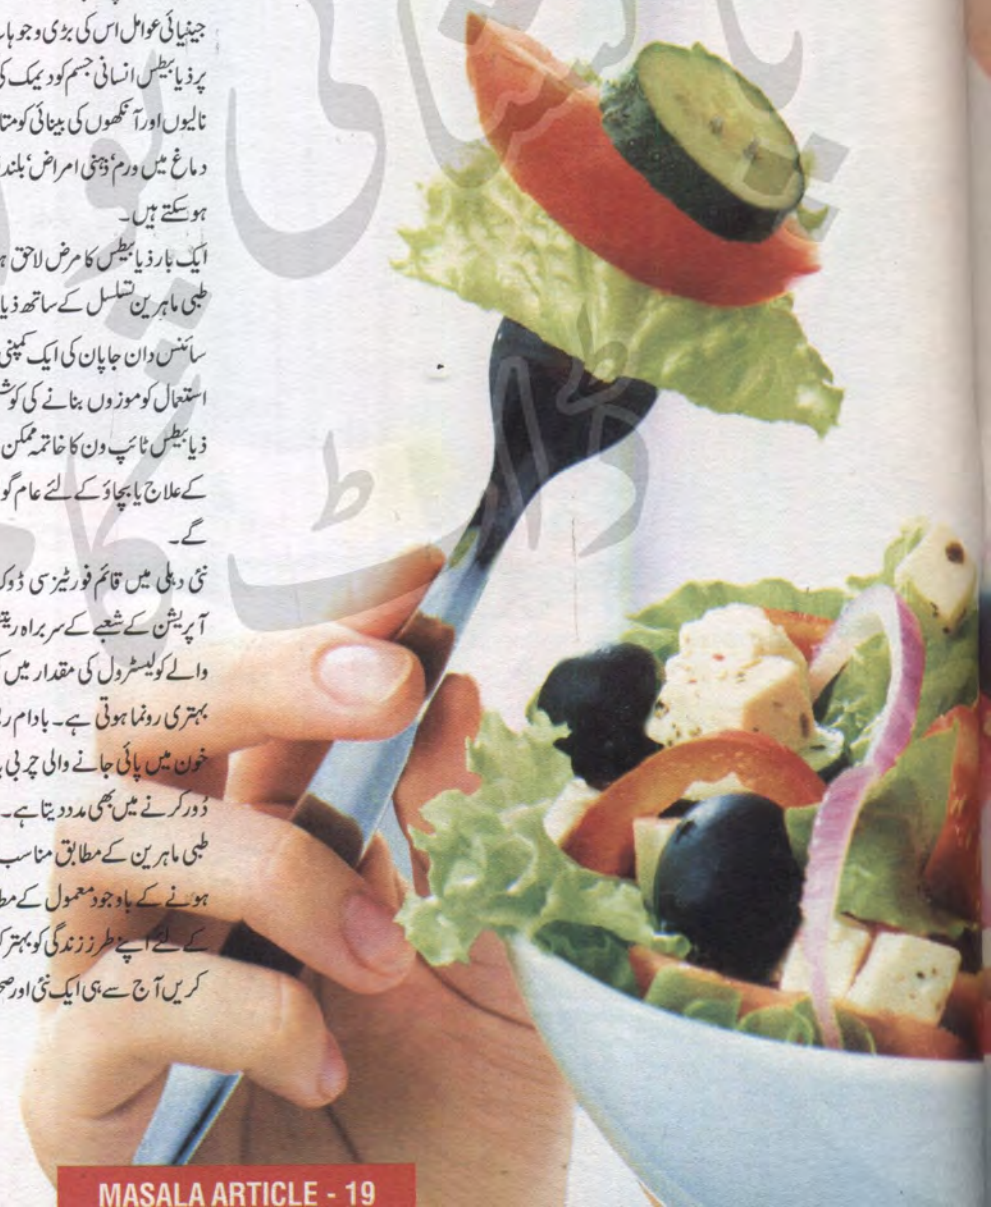 جینیاتی عوامل اس کی بڑی وجوہات
پر ذیابیطس انسانی جسم کو دیمک کی
نالیوں اور آنکھوں کی بینائی کو متا
دماغ میں ورم‘ ذہنی امراض‘ بلند
ہو سکتے ہیں۔
ایک بار ذیابیطس کا مرض لاحق ہ
طبی ماہرین تسلسل کے ساتھ ذیا
سائنس دان جاپان کی ایک کمپنی
استعمال کو موزوں بنانے کی کوش
ذیابیطس ٹائپ ون کا خاتمہ ممکن
کے علاج یا بچاؤ کے لئے عام گو
گے۔
نئی دہلی میں قائم فورٹیز سی ڈوک
آپریشن کے شعبے کے سربراہ ریتیش
والے کولیسٹرول کی مقدار میں
بہتری رونما ہوتی ہے۔ بادام
خون میں پائی جانے والی چربی
دُور کرنے میں بھی مدد دیتا ہے۔
طبی ماہرین کے مطابق مناسب
ہونے کے باوجود معمول کے مط
کے لئے اپنے طرز زندگی کو بہتر
کریں آج سے ہی ایک نئی اور صح
ڈاٹ کا
MASALA ARTICLE - 19